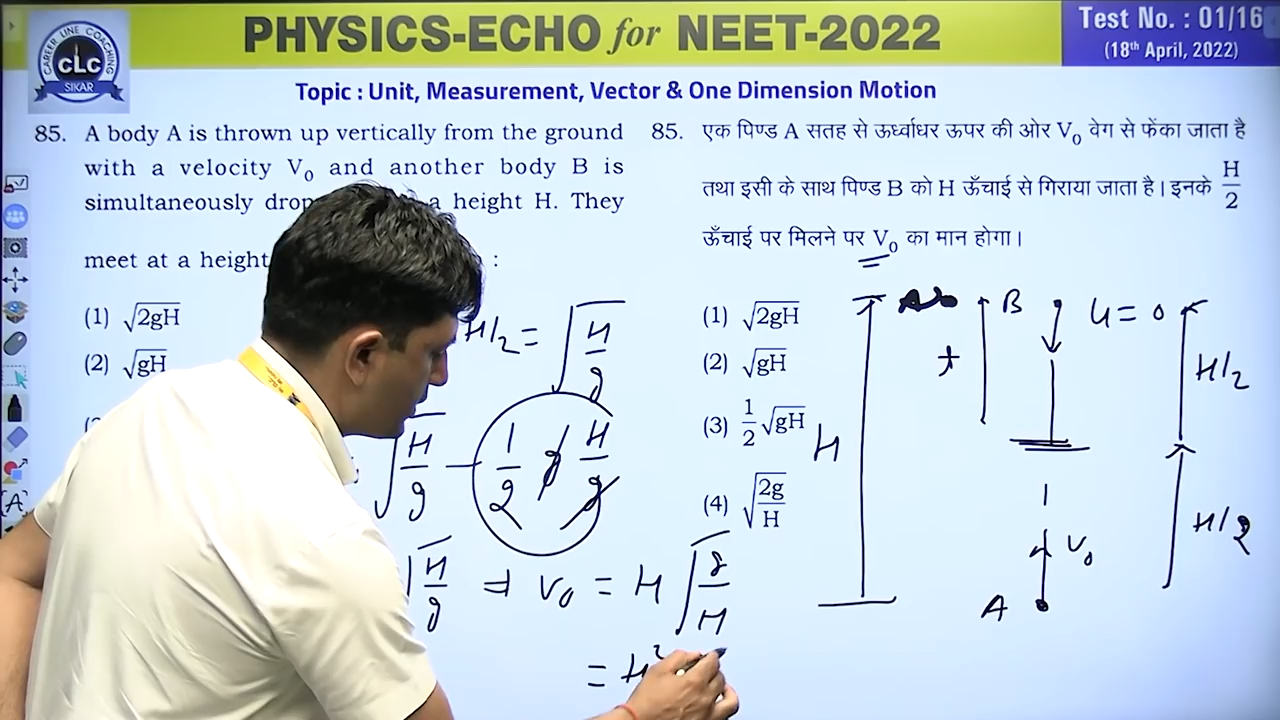 CAREER LINE COACHING
CLC
SIKAR
PHYSICS-ECHO for NEET-2022
Test No. : 01/16
(18th April, 2022)
Topic : Unit, Measurement, Vector & One Dimension Motion
85. A body A is thrown up vertically from the ground
with a velocity V₀ and another body B is
simultaneously a height H. They
meet at a height :
(1) √2gH
(2) √gH
85. एक पिण्ड A सतह से ऊर्ध्वाधर ऊपर की ओर V₀ वेग से फेंका जाता है
तथा इसी के साथ पिण्ड B को H ऊँचाई से गिराया जाता है। इनके H/2
ऊँचाई पर मिलने पर V₀ का मान होगा।
(1) √2gH
(2) √gH
(3) 1/2 √gH
(4) √2g/H
H/2 = √H/g
√H/g - 1/2 g H/g
√H/g ⇒ V₀ = H √g/H
= H²
H
t
B
u = 0
H/2
H/2
V₀
A